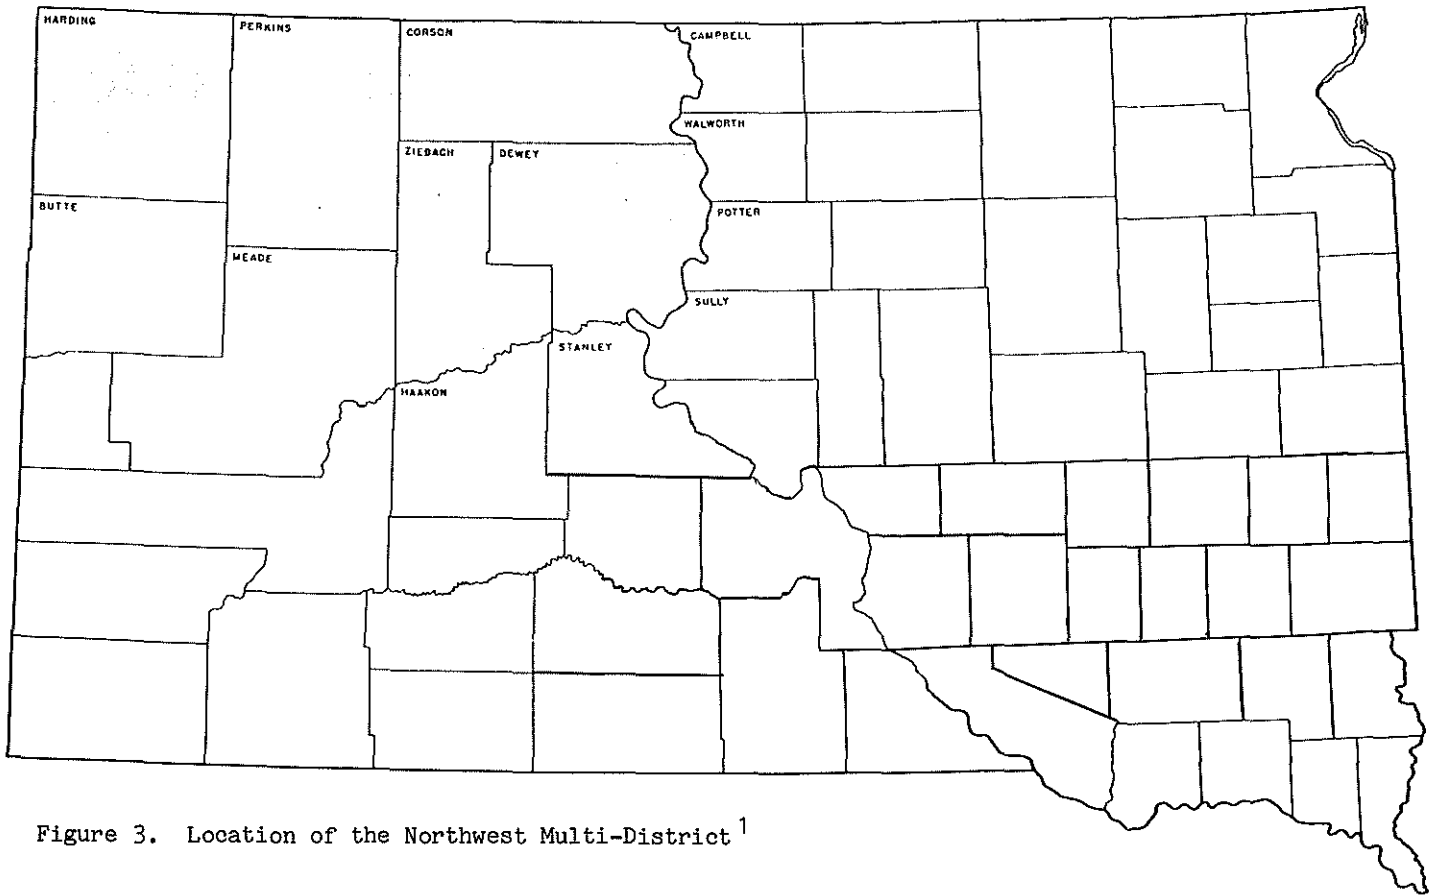 HARDING
PERKINS
CORSON
CAMPBELL
WALWORTH
ZIEBACH
DEWEY
BUTTE
POTTER
MEADE
SULLY
STANLEY
HAAKON
Figure 3. Location of the Northwest Multi-District 1